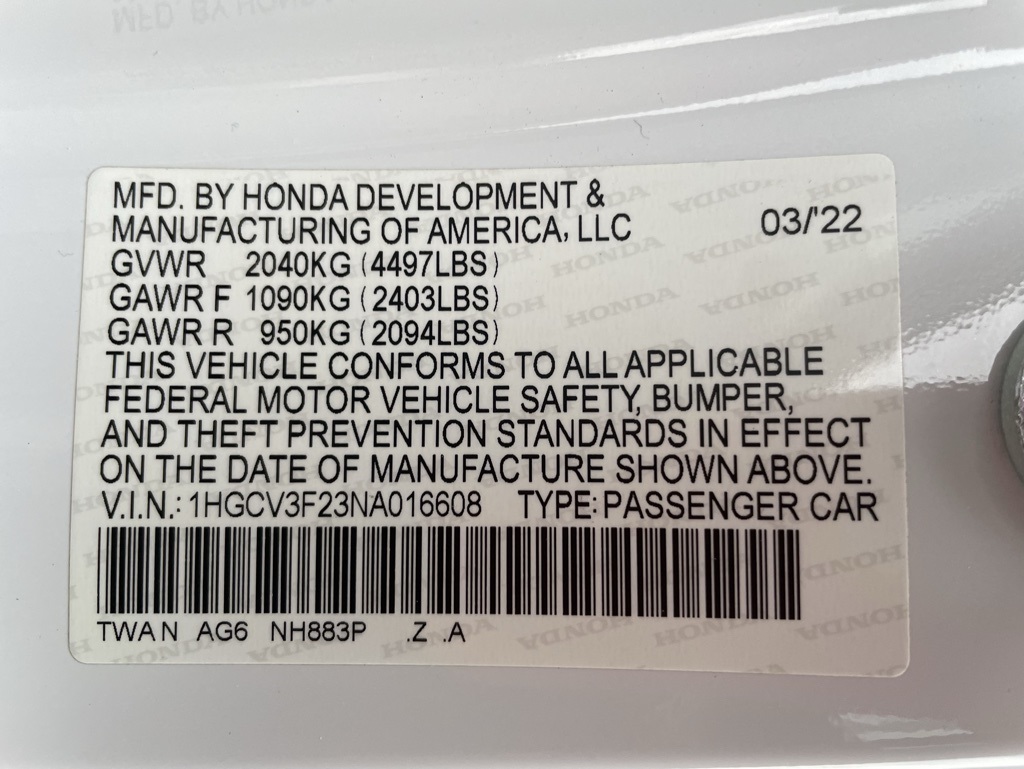 MFD. BY HONDA DEVELOPMENT &
MANUFACTURING OF AMERICA, LLC 03/'22
GVWR 2040KG (4497LBS)
GAWR F 1090KG (2403LBS)
GAWR R 950KG (2094LBS)
THIS VEHICLE CONFORMS TO ALL APPLICABLE
FEDERAL MOTOR VEHICLE SAFETY, BUMPER,
AND THEFT PREVENTION STANDARDS IN EFFECT
ON THE DATE OF MANUFACTURE SHOWN ABOVE.
V.I.N.: 1HGCV3F23NA016608 TYPE: PASSENGER CAR
TWA N AG6 NH883P .Z .A